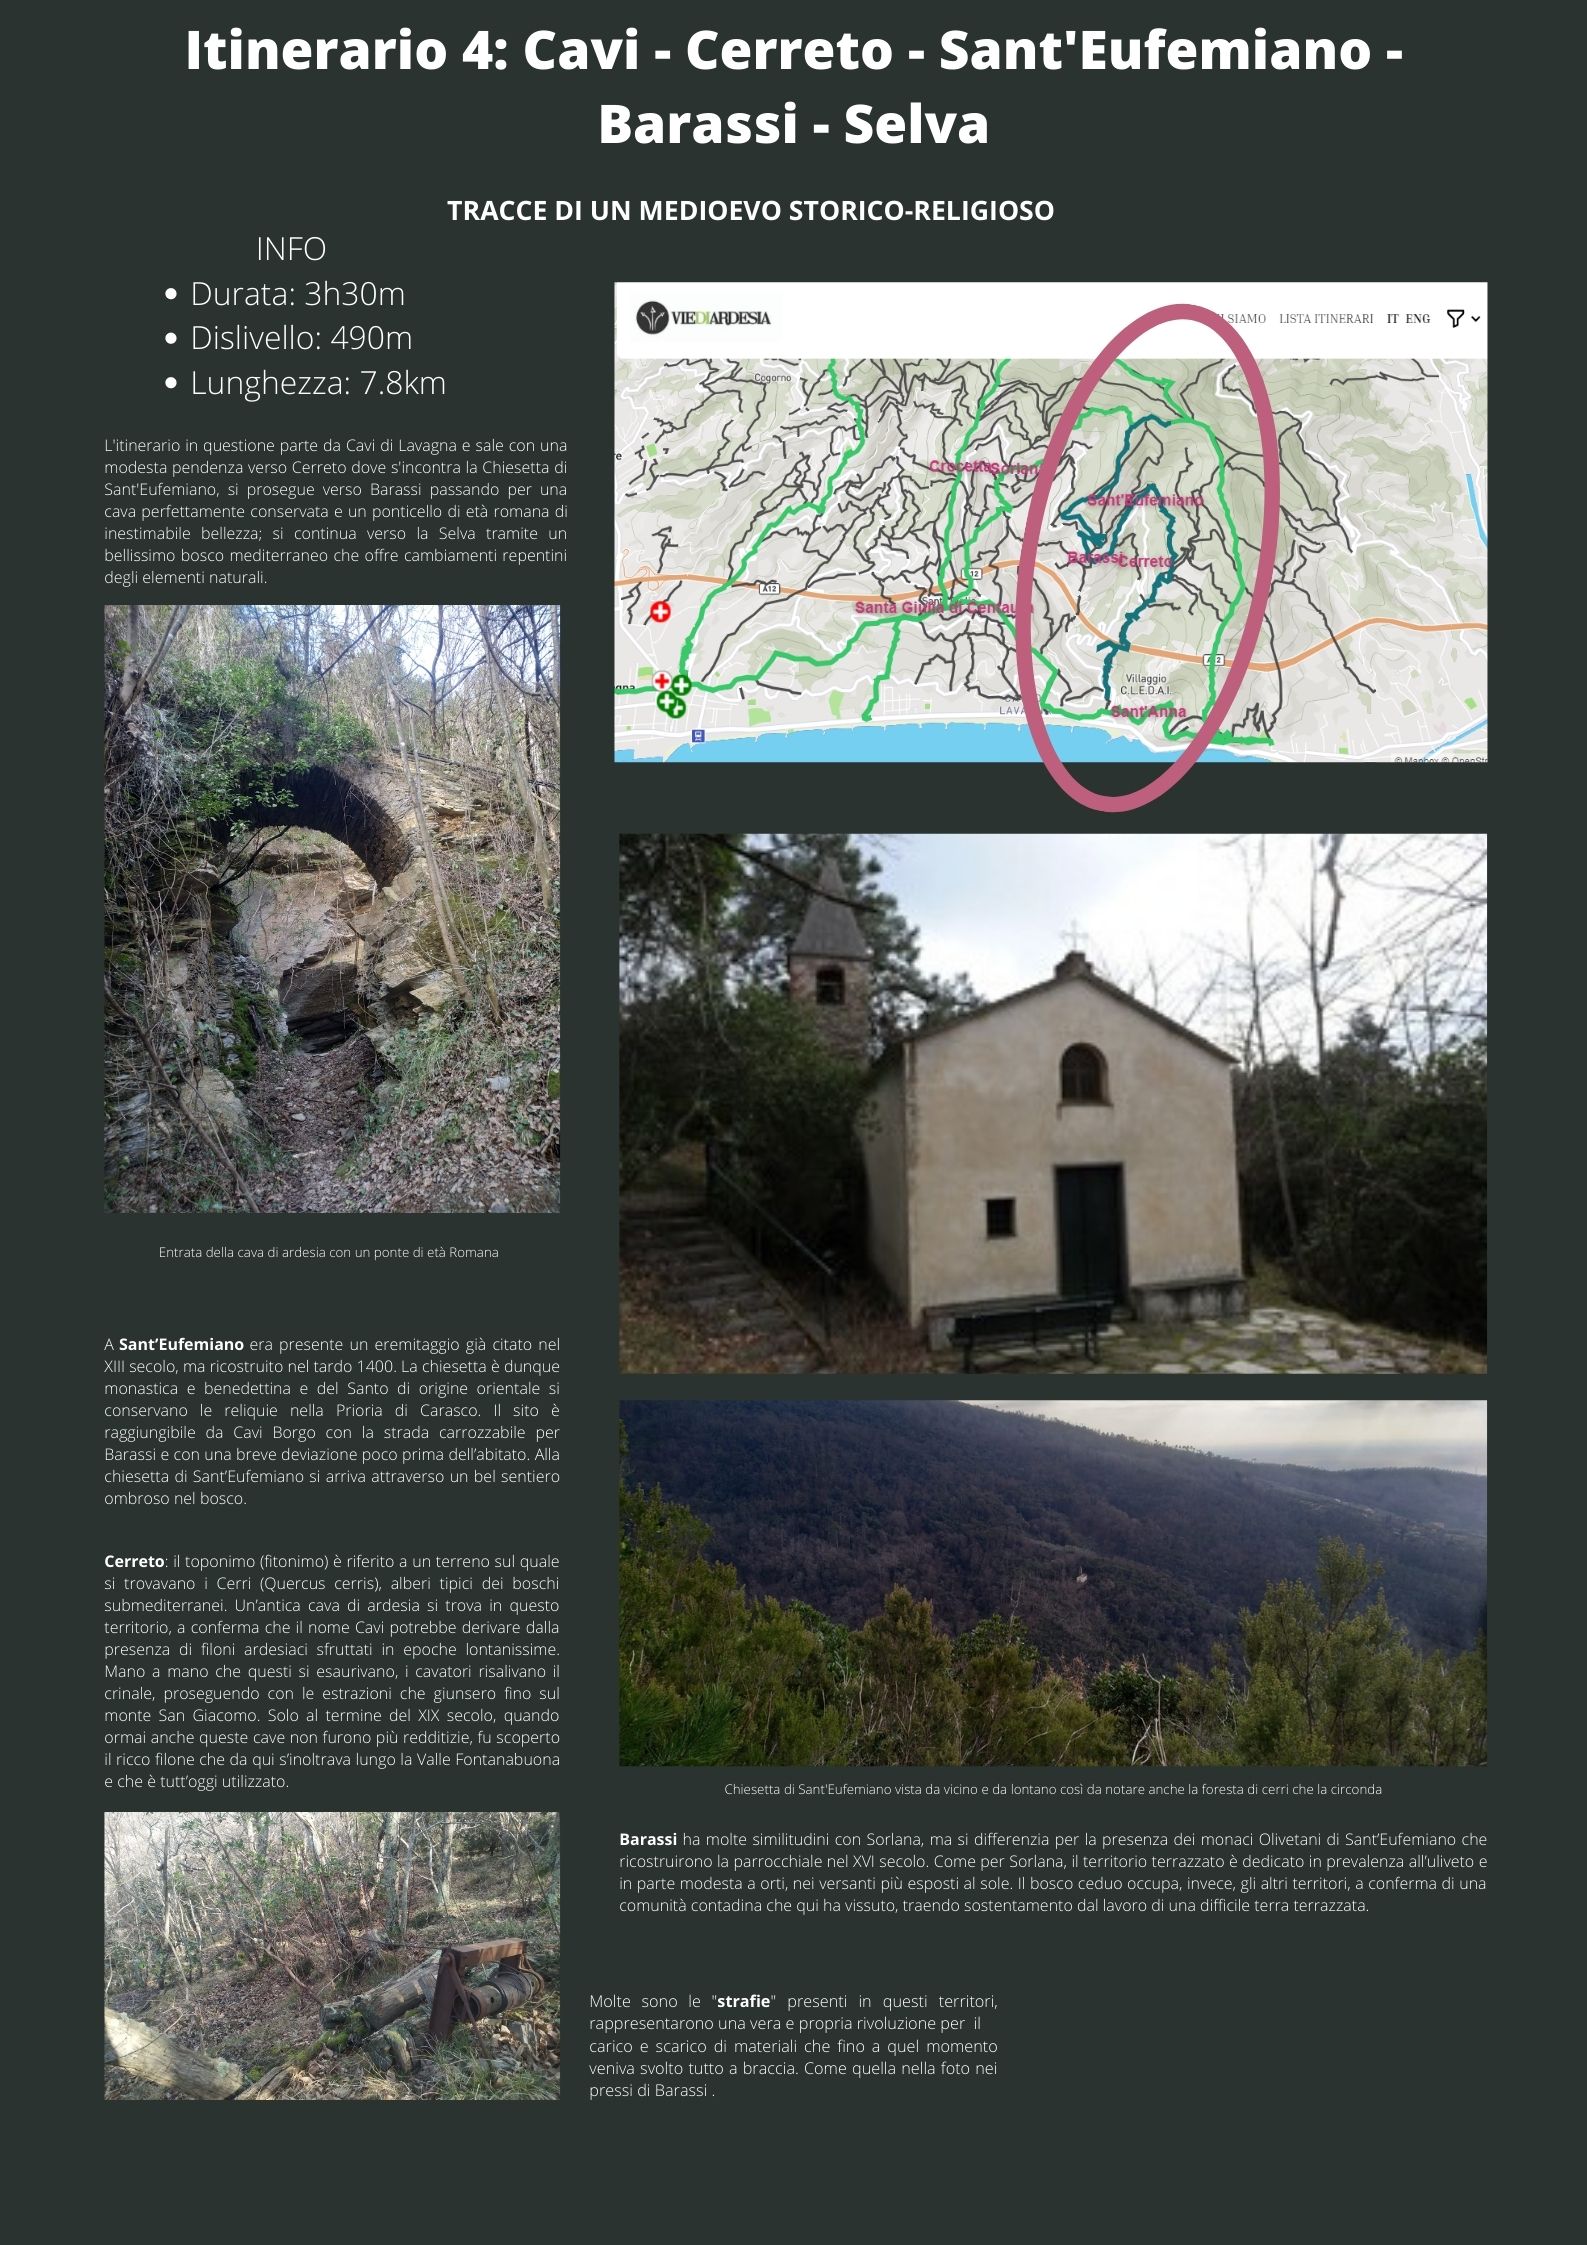 Itinerario 4: Cavi - Cerreto - Sant'Eufemiano -
Barassi - Selva
TRACCE DI UN MEDIOEVO STORICO-RELIGIOSO
INFO
• Durata: 3h30m
• Dislivello: 490m
• Lunghezza: 7.8km
L'itinerario in questione parte da Cavi di Lavagna e sale con una
modesta pendenza verso Cerreto dove s'incontra la Chiesetta di
Sant'Eufemiano, si prosegue verso Barassi passando per una
cava perfettamente conservata e un ponticello di età romana di
inestimabile bellezza; si continua verso la Selva tramite un
bellissimo bosco mediterraneo che offre cambiamenti repentini
degli elementi naturali.
VIEDIARDESIA
SIAMO LISTA ITINERARI IT ENG
Cogorno
Crocetta
Sant'Eufemiano
Barassi
Cerreto
A12
Santa Giulia di Centaura
A12
Villaggio
C.L.E.D.A.I.
Sant'Anna
© Mapbox © OpenStr
Entrata della cava di ardesia con un ponte di età Romana
A Sant’Eufemiano era presente un eremitaggio già citato nel
XIII secolo, ma ricostruito nel tardo 1400. La chiesetta è dunque
monastica e benedettina e del Santo di origine orientale si
conservano le reliquie nella Prioria di Carasco. Il sito è
raggiungibile da Cavi Borgo con la strada carrozzabile per
Barassi e con una breve deviazione poco prima dell’abitato. Alla
chiesetta di Sant’Eufemiano si arriva attraverso un bel sentiero
ombroso nel bosco.
Cerreto: il toponimo (fitonimo) è riferito a un terreno sul quale
si trovavano i Cerri (Quercus cerris), alberi tipici dei boschi
submediterranei. Un’antica cava di ardesia si trova in questo
territorio, a conferma che il nome Cavi potrebbe derivare dalla
presenza di filoni ardesiaci sfruttati in epoche lontanissime.
Mano a mano che questi si esaurivano, i cavatori risalivano il
crinale, proseguendo con le estrazioni che giunsero fino sul
monte San Giacomo. Solo al termine del XIX secolo, quando
ormai anche queste cave non furono più redditizie, fu scoperto
il ricco filone che da qui s’inoltrava lungo la Valle Fontanabuona
e che è tutt’oggi utilizzato.
Chiesetta di Sant'Eufemiano vista da vicino e da lontano così da notare anche la foresta di cerri che la circonda
Barassi ha molte similitudini con Sorlana, ma si differenzia per la presenza dei monaci Olivetani di Sant’Eufemiano che
ricostruirono la parrocchiale nel XVI secolo. Come per Sorlana, il territorio terrazzato è dedicato in prevalenza all’uliveto e
in parte modesta a orti, nei versanti più esposti al sole. Il bosco ceduo occupa, invece, gli altri territori, a conferma di una
comunità contadina che qui ha vissuto, traendo sostentamento dal lavoro di una difficile terra terrazzata.
Molte sono le "strafie" presenti in questi territori,
rappresentarono una vera e propria rivoluzione per il
carico e scarico di materiali che fino a quel momento
veniva svolto tutto a braccia. Come quella nella foto nei
pressi di Barassi .